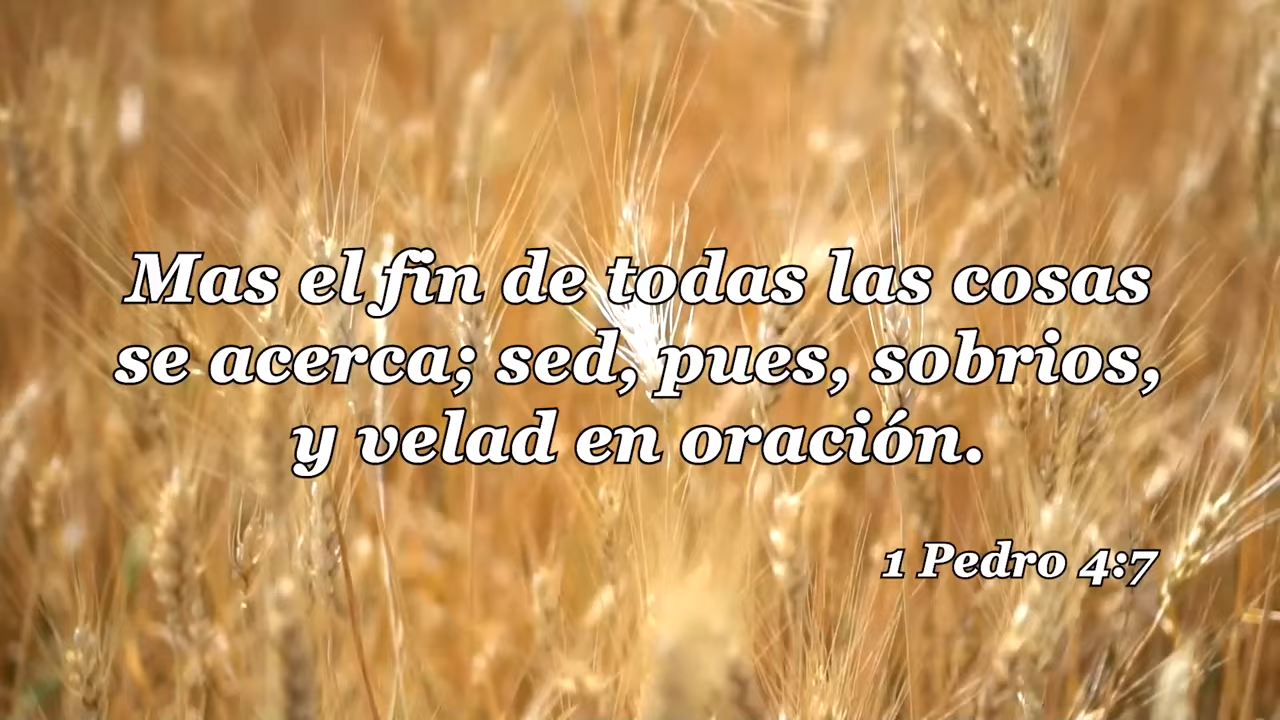 Mas el fin de todas las cosas
se acerca; sed, pues, sobrios,
y velad en oración.
1 Pedro 4:7